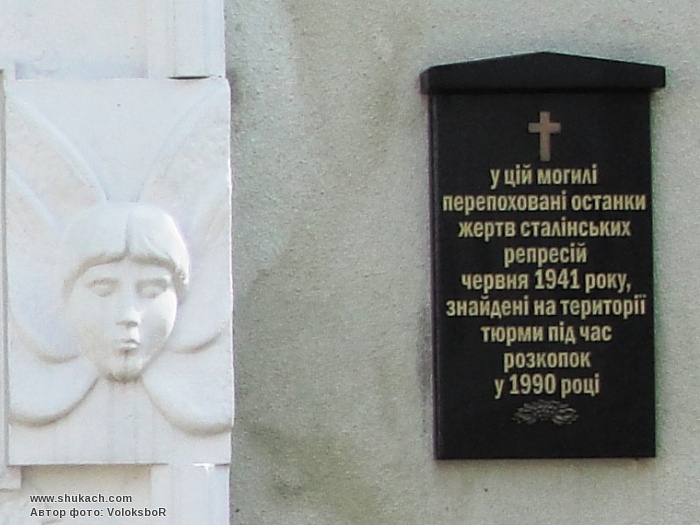 у цій могилі
перепоховані останки
жертв сталінських
репресій
червня 1941 року,
знайдені на території
тюрми під час
розкопок
у 1990 році
www.shukach.com
Автор фото: VoloksboR